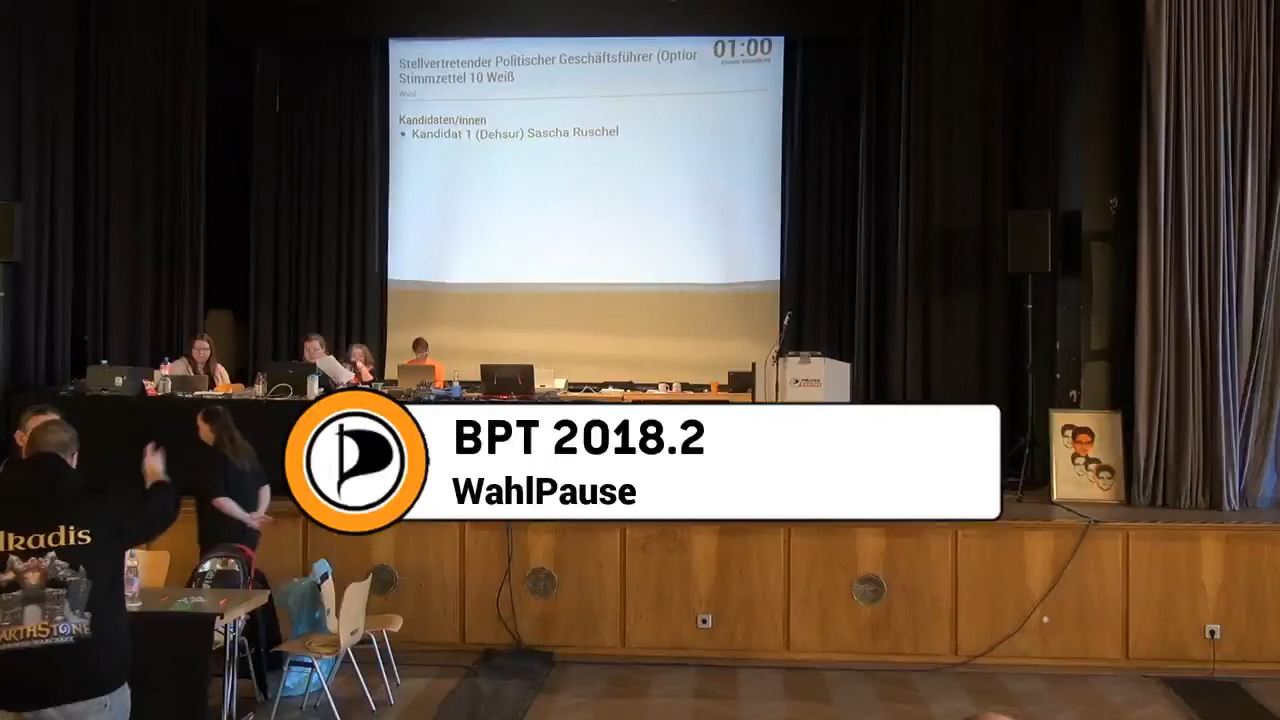 Stellvertretender Politischer Geschäftsführer (Option
01:00
Stimmzettel 10 Weiß
Wahl
Kandidaten/innen
Kandidat 1 (Dehsur) Sascha Ruschel
BPT 2018.2
WahlPause
lkadis
ARTHSTONE